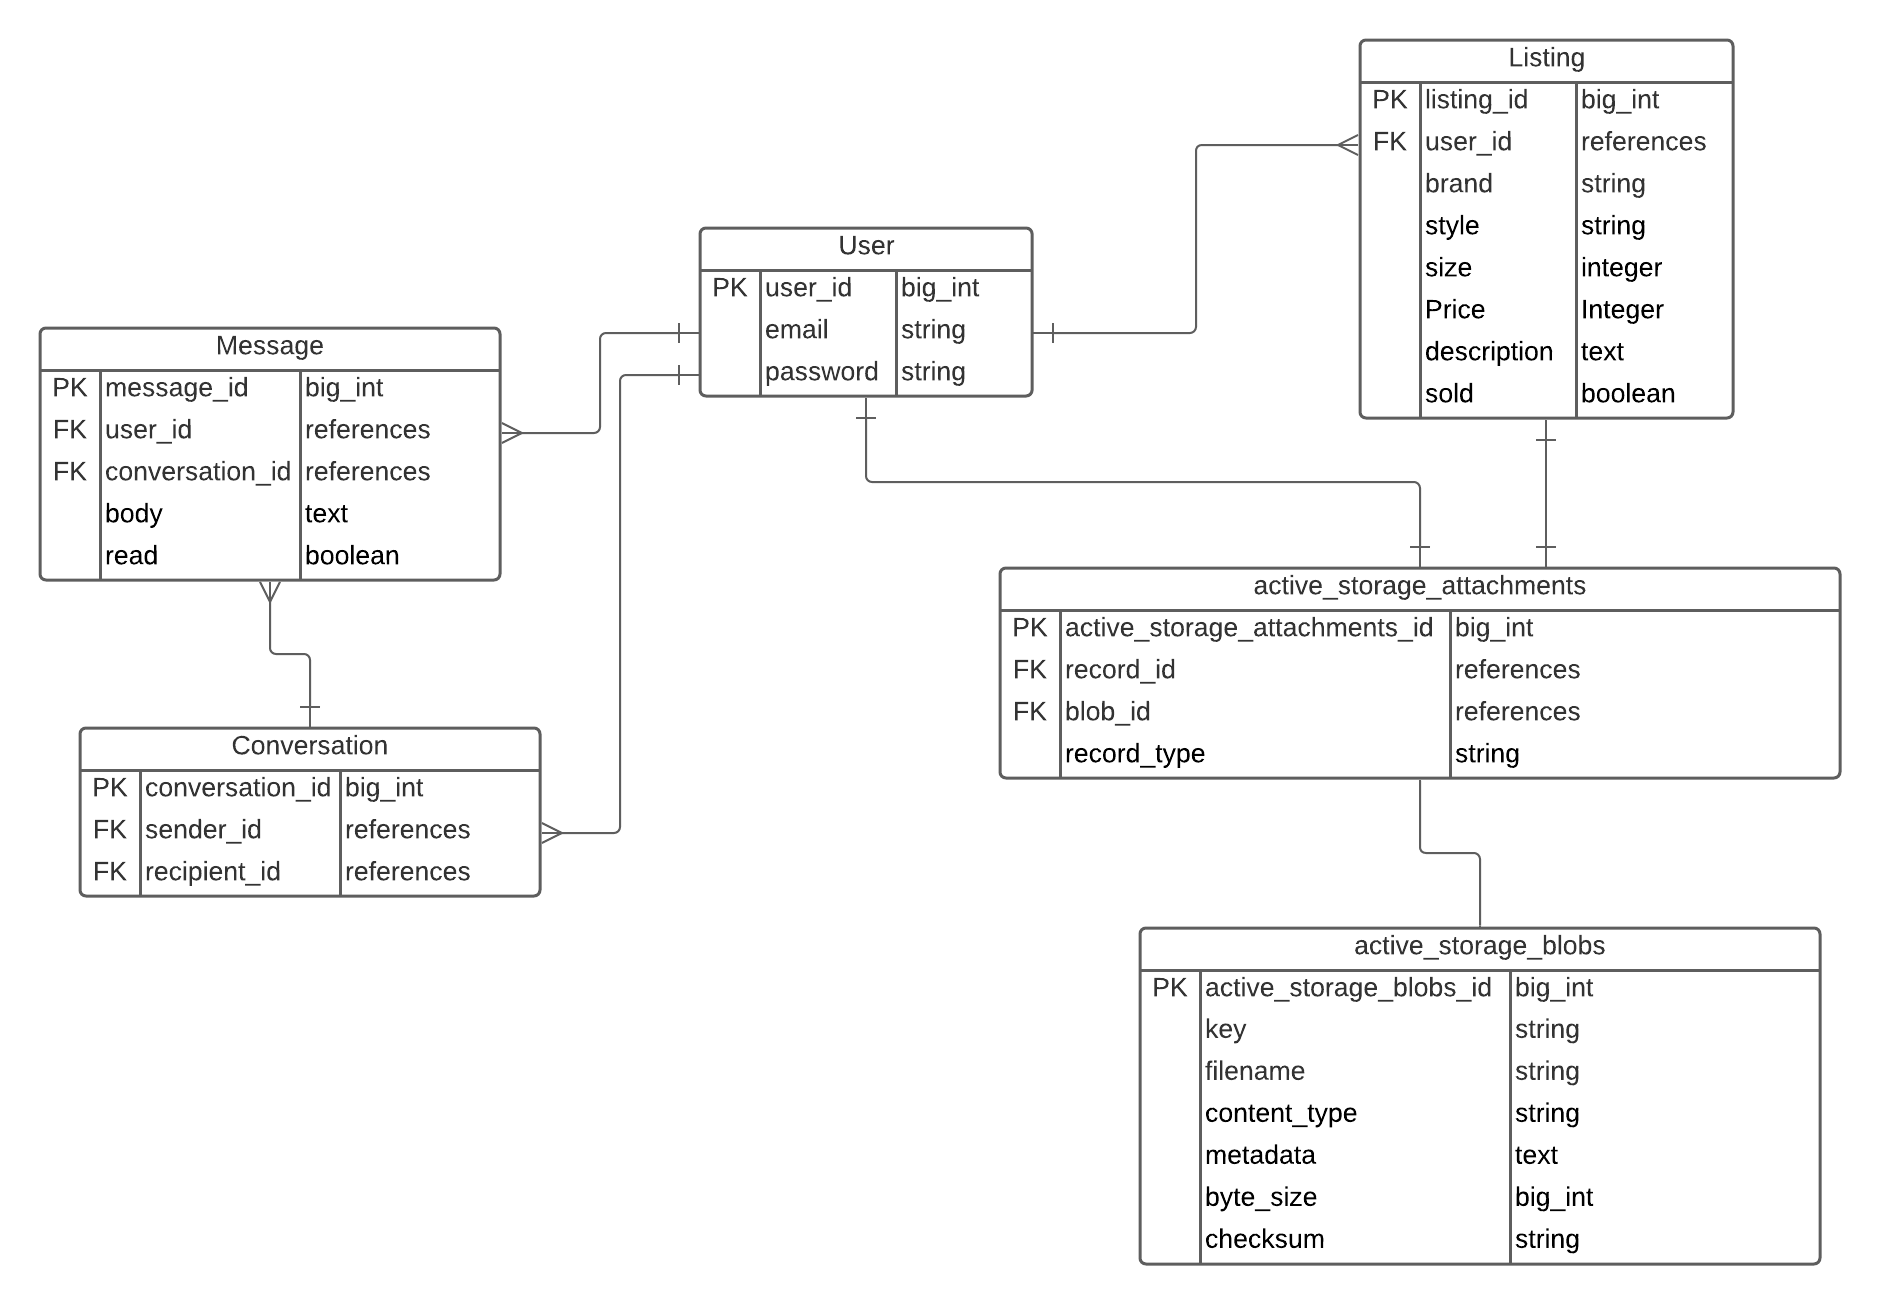 Listing
PK listing_id big_int
FK user_id references
brand string
style string
size integer
Price Integer
description text
sold boolean
User
PK user_id big_int
email string
password string
Message
PK message_id big_int
FK user_id references
FK conversation_id references
body text
read boolean
active_storage_attachments
PK active_storage_attachments_id big_int
FK record_id references
FK blob_id references
record_type string
Conversation
PK conversation_id big_int
FK sender_id references
FK recipient_id references
active_storage_blobs
PK active_storage_blobs_id big_int
key string
filename string
content_type string
metadata text
byte_size big_int
checksum string